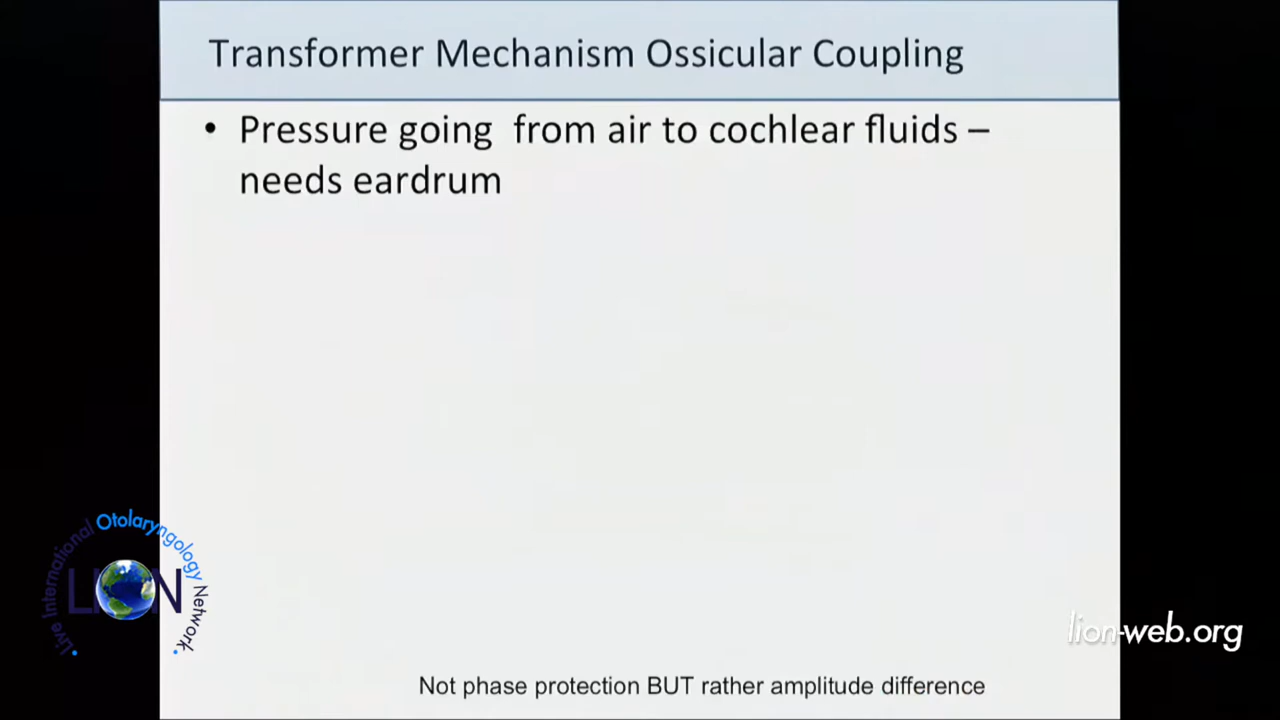 Transformer Mechanism Ossicular Coupling
• Pressure going from air to cochlear fluids –
needs eardrum
Live International Otolaryngology Network
LION
lion-web.org
Not phase protection BUT rather amplitude difference